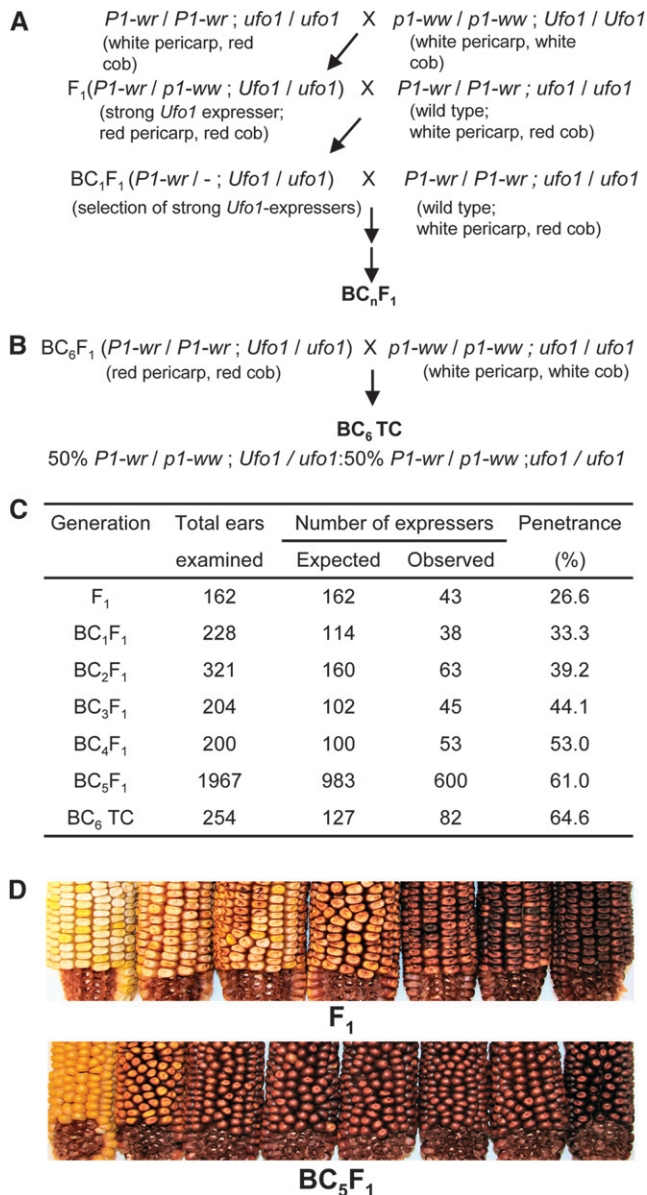 A
P1-wr / P1-wr ; ufo1 / ufo1 X p1-ww / p1-ww ; Ufo1 / Ufo1
(white pericarp, red cob) (white pericarp, white cob)
F1(P1-wr / p1-ww ; Ufo1 / ufo1) X P1-wr / P1-wr ; ufo1 / ufo1
(strong Ufo1 expresser; red pericarp, red cob) (wild type; white pericarp, red cob)
BC1F1 (P1-wr / - ; Ufo1 / ufo1) X P1-wr / P1-wr ; ufo1 / ufo1
(selection of strong Ufo1-expressers) (wild type; white pericarp, red cob)
BCnF1
B
BC6F1 (P1-wr / P1-wr ; Ufo1 / ufo1) X p1-ww / p1-ww ; ufo1 / ufo1
(red pericarp, red cob) (white pericarp, white cob)
BC6 TC
50% P1-wr / p1-ww ; Ufo1 / ufo1:50% P1-wr / p1-ww ;ufo1 / ufo1
C
Generation Total ears examined Number of expressers Penetrance (%)
Expected Observed
F1 162 162 43 26.6
BC1F1 228 114 38 33.3
BC2F1 321 160 63 39.2
BC3F1 204 102 45 44.1
BC4F1 200 100 53 53.0
BC5F1 1967 983 600 61.0
BC6 TC 254 127 82 64.6
D
F1
BC5F1